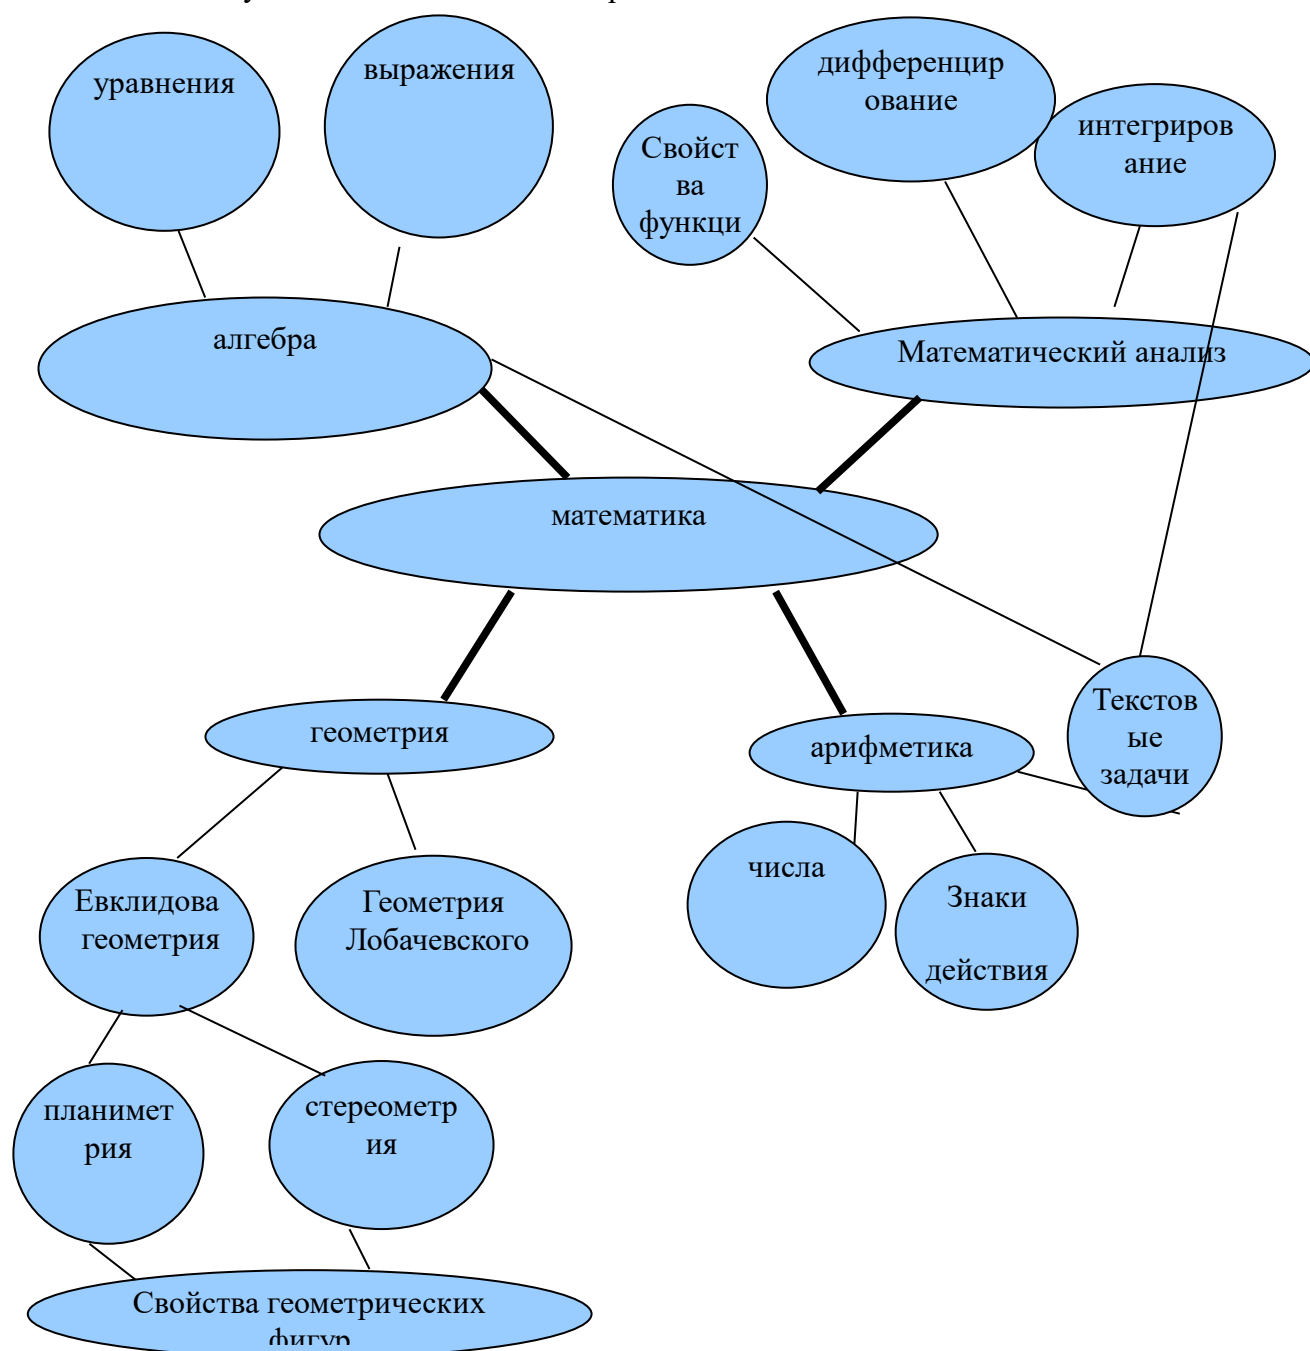 уравнения
выражения
дифференцир
ование
интегриров
ание
Свойст
ва
функци
алгебра
Математический анализ
математика
геометрия
арифметика
Текстов
ые
задачи
числа
Знаки
действия
Евклидова
геометрия
Геометрия
Лобачевского
планимет
рия
стереометр
ия
Свойства геометрических
фигур